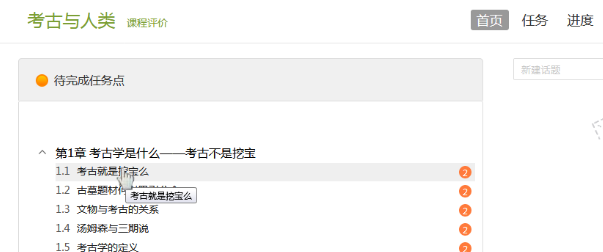 考古与人类 课程评价 首页 任务 进度
待完成任务点
新建话题
第1章 考古学是什么——考古不是挖宝
1.1 考古就是挖宝么 2
1.2 古墓题材 2
考古就是挖宝么
1.3 文物与考古的关系 2
1.4 汤姆森与三期说 2
1.5 考古学的定义 2